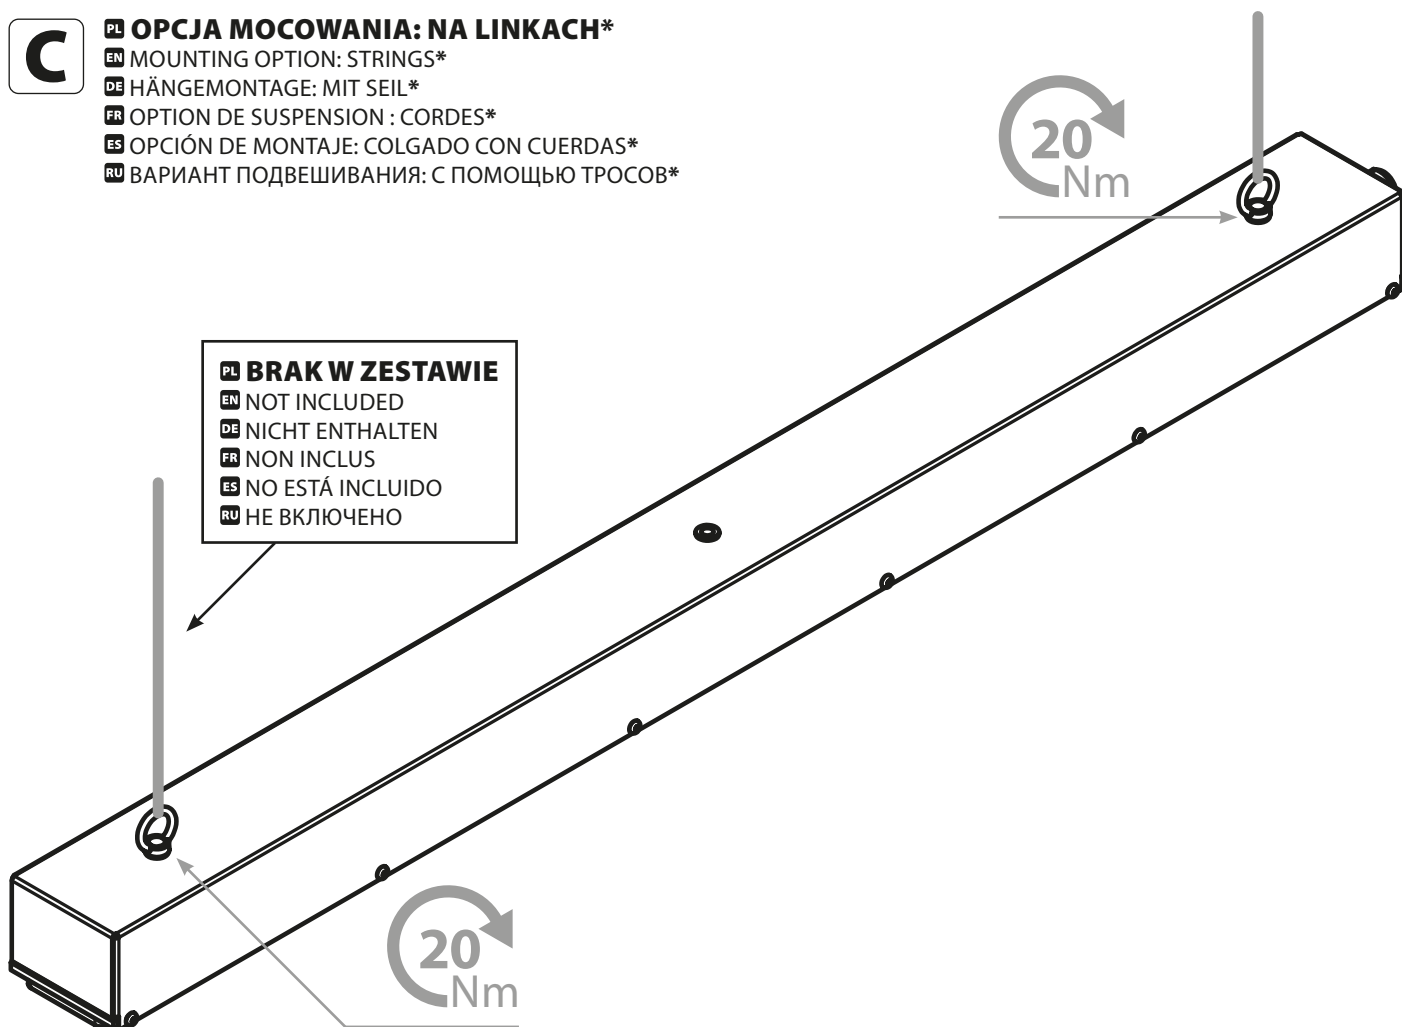 C
PL OPCJA MOCOWANIA: NA LINKACH*
EN MOUNTING OPTION: STRINGS*
DE HÄNGEMONTAGE: MIT SEIL*
FR OPTION DE SUSPENSION : CORDES*
ES OPCIÓN DE MONTAJE: COLGADO CON CUERDAS*
RU ВАРИАНТ ПОДВЕШИВАНИЯ: С ПОМОЩЬЮ ТРОСОВ*
20
Nm
PL BRAK W ZESTAWIE
EN NOT INCLUDED
DE NICHT ENTHALTEN
FR NON INCLUS
ES NO ESTÁ INCLUIDO
RU НЕ ВКЛЮЧЕНО
20
Nm